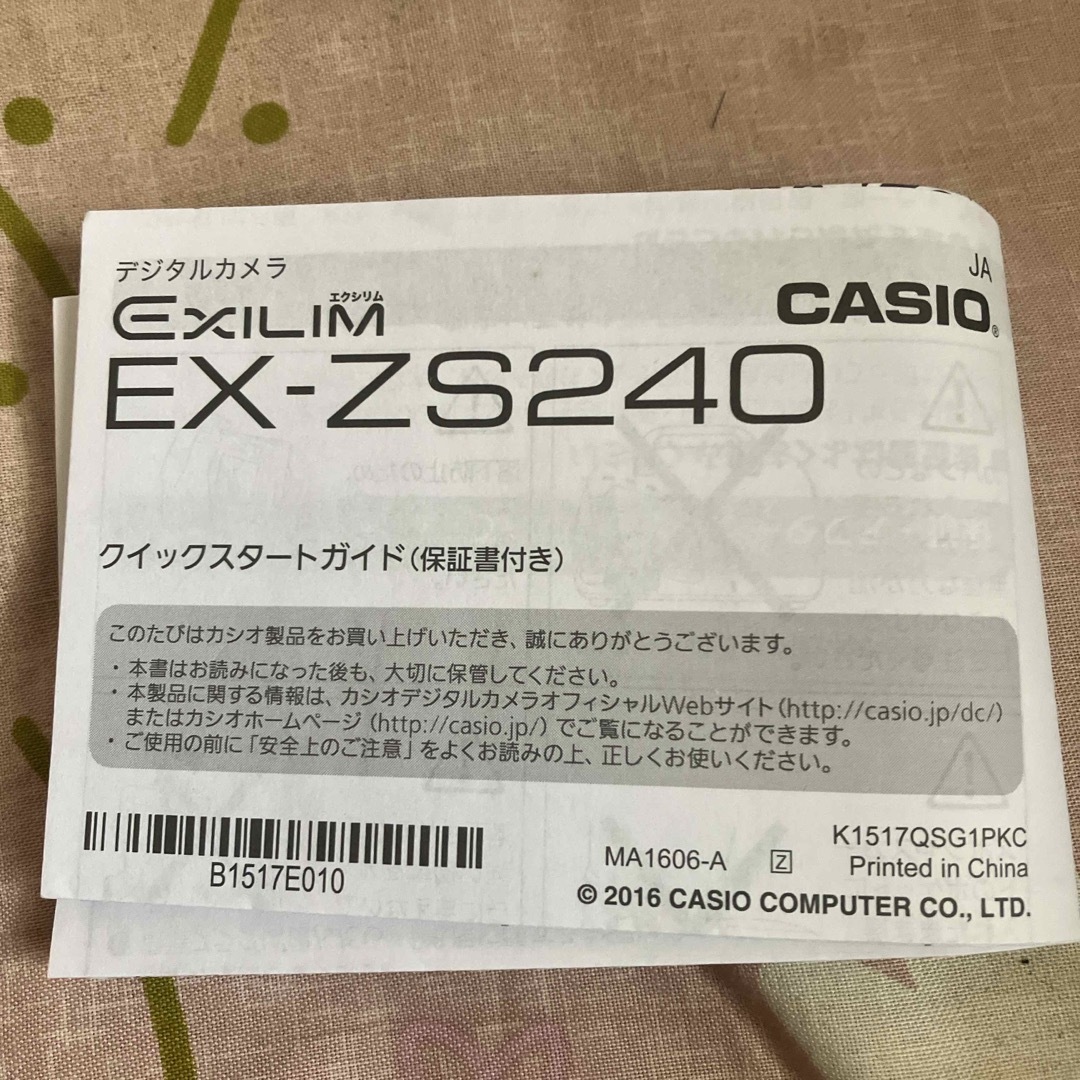 デジタルカメラ
JA
エクシリム
EXILIM
CASIO®
EX-ZS240
クイックスタートガイド（保証書付き）
このたびはカシオ製品をお買い上げいただき、誠にありがとうございます。
・本書はお読みになった後も、大切に保管してください。
・本製品に関する情報は、カシオデジタルカメラオフィシャルWebサイト（http://casio.jp/dc/）
またはカシオホームページ（http://casio.jp/）でご覧になることができます。
・ご使用の前に「安全上のご注意」をよくお読みの上、正しくお使いください。
B1517E010
MA1606-A
Z
K1517QSG1PKC
Printed in China
© 2016 CASIO COMPUTER CO., LTD.